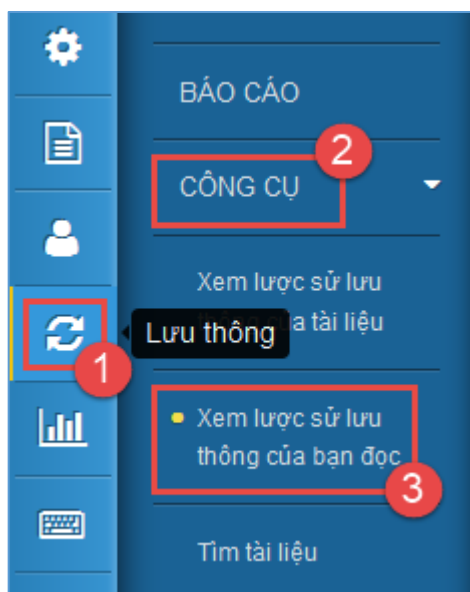 BÁO CÁO
2
CÔNG CỤ
Xem lược sử lưu
của tài liệu
Lưu thông
1
Xem lược sử lưu
thông của bạn đọc
3
Tìm tài liệu